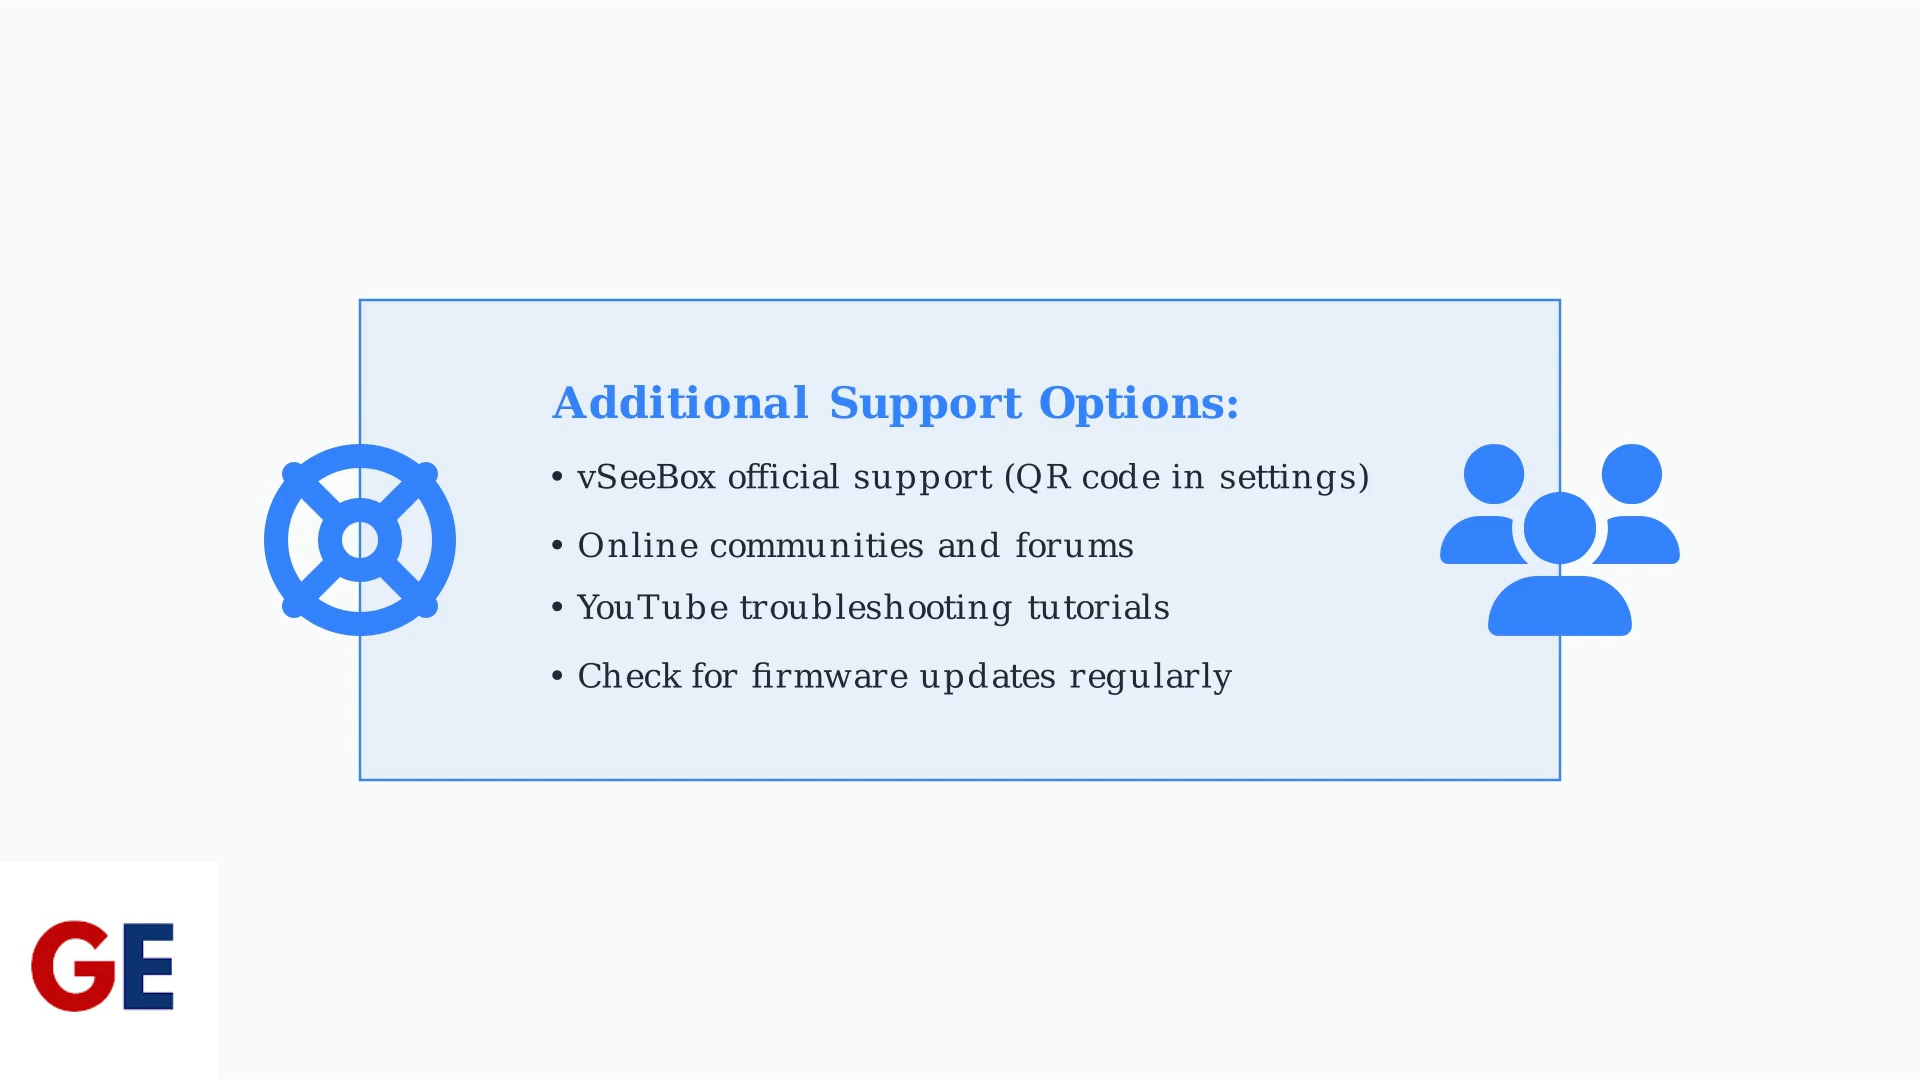 Additional Support Options:
• vSeeBox official support (QR code in settings)
• Online communities and forums
• YouTube troubleshooting tutorials
• Check for firmware updates regularly
GE